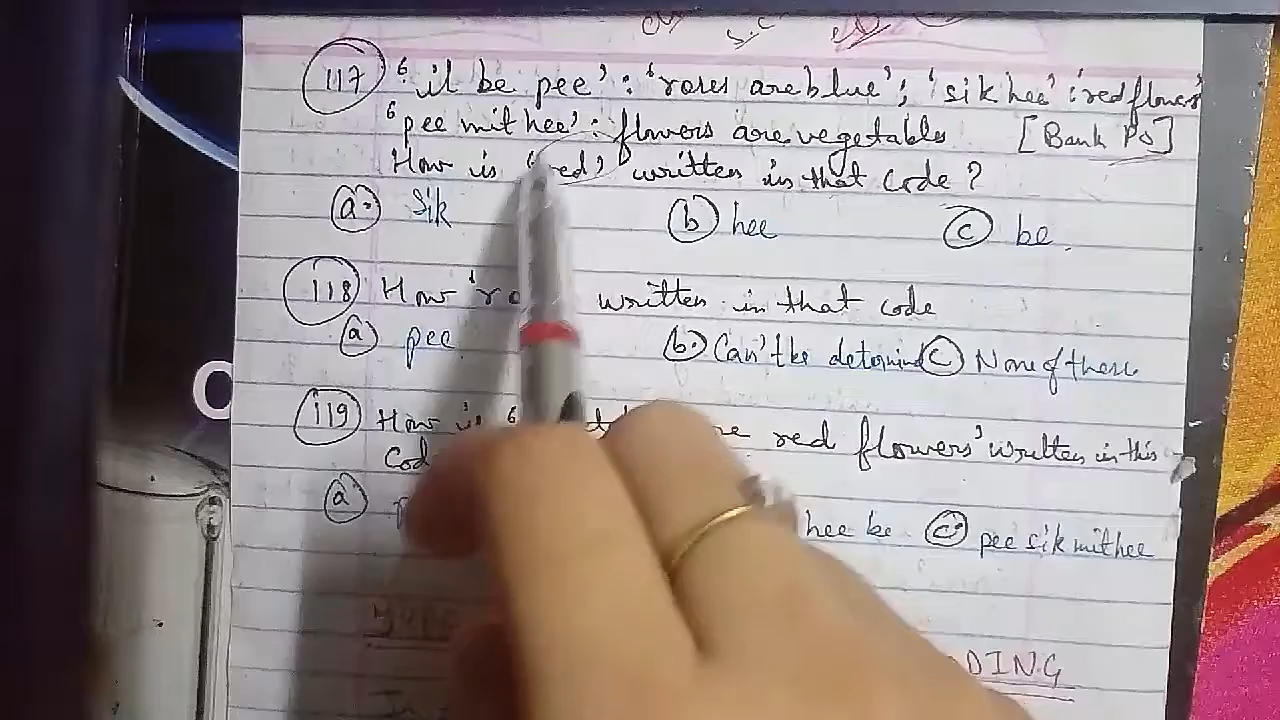 117 'it be pee' : 'roses are blue'; 'sik hee' : red flowers
'pee mit hee' : flowers are vegetables [Bank PO]
How is 'red' written in that code?
a. sik b hee c be.
118 How written in that code
a pee b. Can't be determined c None of these
119 How is red flowers' written in this
Cod
a hee be. c. pee sik mit hee
DING
In